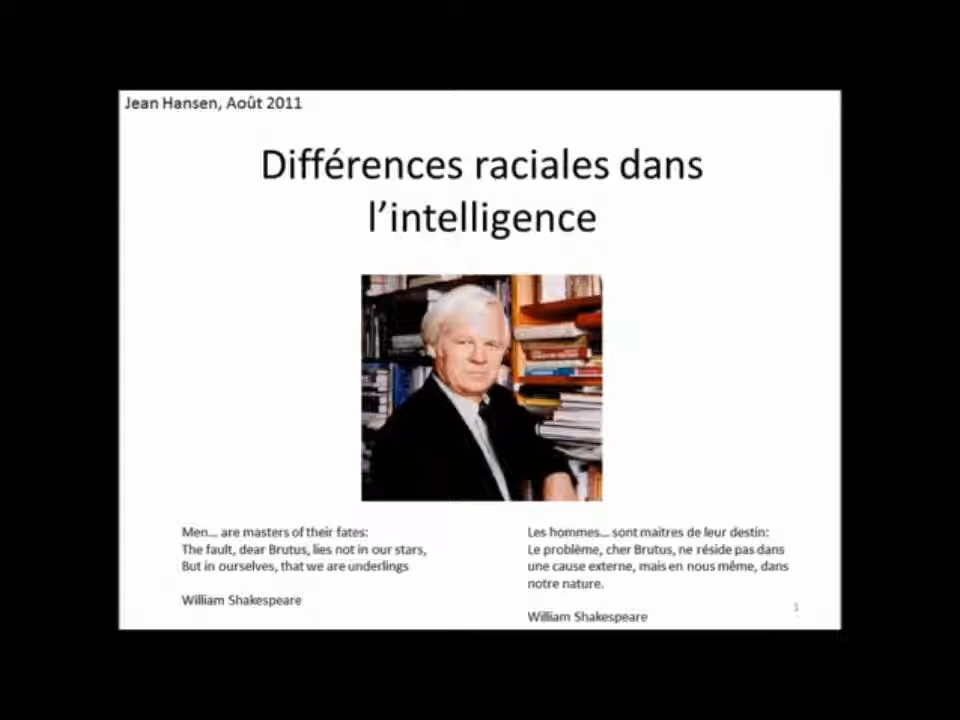 Jean Hansen, Août 2011
Différences raciales dans
l’intelligence
Men... are masters of their fates:
The fault, dear Brutus, lies not in our stars,
But in ourselves, that we are underlings
William Shakespeare
Les hommes... sont maitres de leur destin:
Le problème, cher Brutus, ne réside pas dans
une cause externe, mais en nous même, dans
notre nature.
William Shakespeare
1